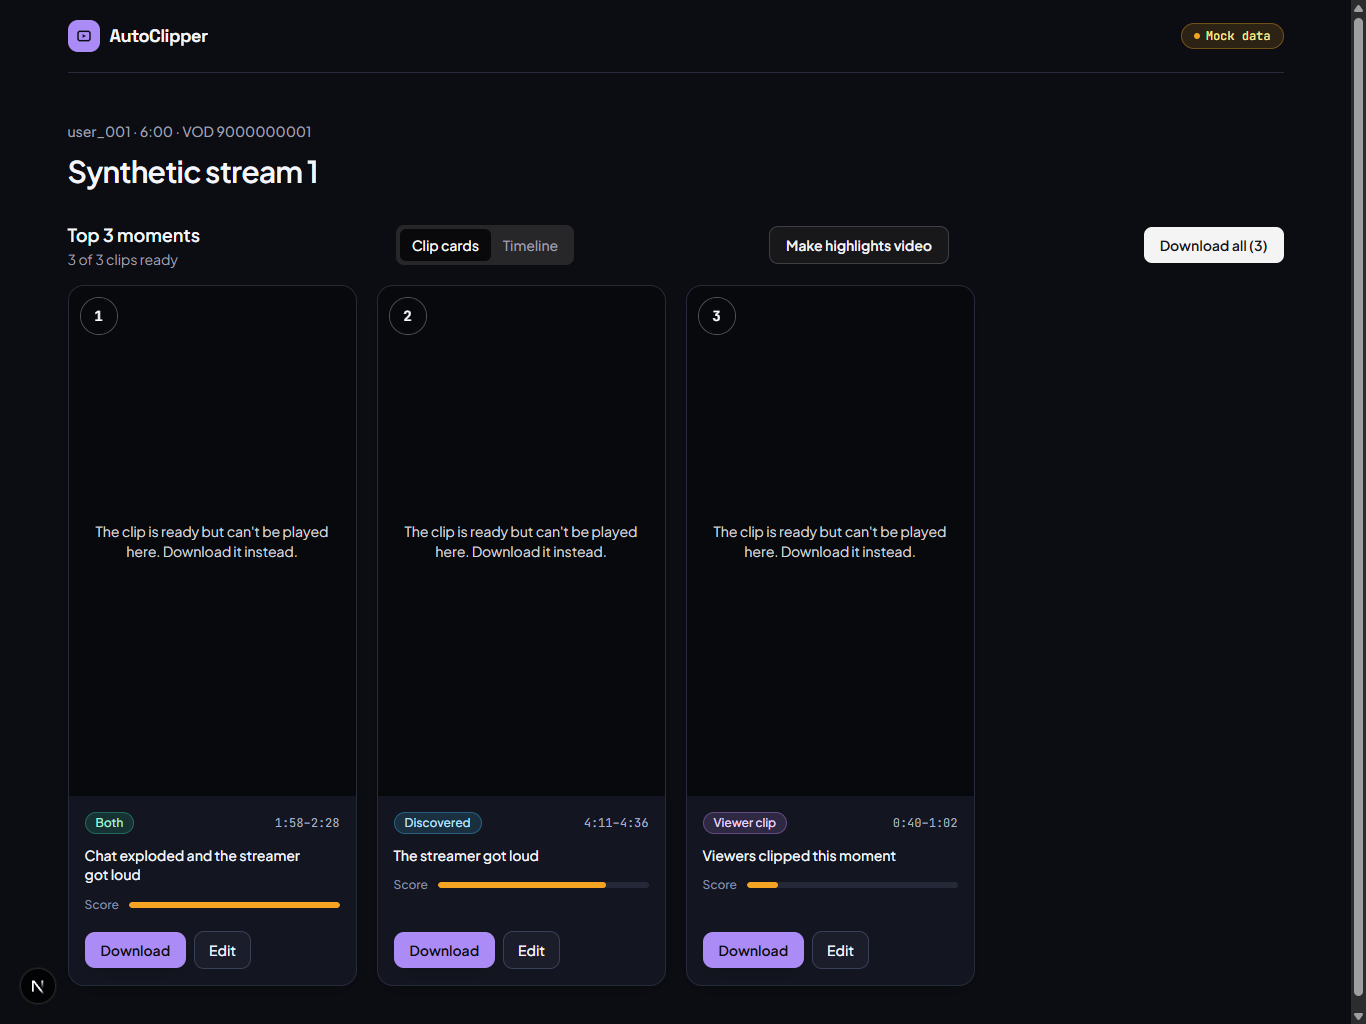 AutoClipper
Mock data
user_001 · 6:00 · VOD 9000000001
Synthetic stream 1
Top 3 moments
3 of 3 clips ready
Clip cards
Timeline
Make highlights video
Download all (3)
1
The clip is ready but can't be played
here. Download it instead.
Both
1:58–2:28
Chat exploded and the streamer
got loud
Score
Download
Edit
2
The clip is ready but can't be played
here. Download it instead.
Discovered
4:11–4:36
The streamer got loud
Score
Download
Edit
3
The clip is ready but can't be played
here. Download it instead.
Viewer clip
0:40–1:02
Viewers clipped this moment
Score
Download
Edit
N